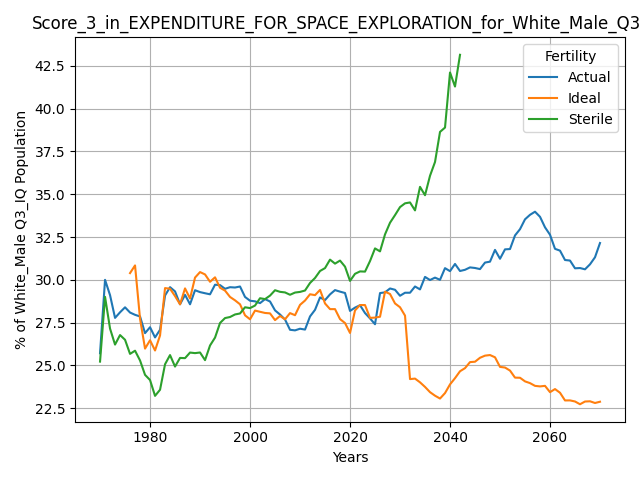 Score_3_in_EXPENDITURE_FOR_SPACE_EXPLORATION_for_White_Male_Q3
Fertility
Actual
Ideal
Sterile
% of White_Male Q3_IQ Population
42.5
40.0
37.5
35.0
32.5
30.0
27.5
25.0
22.5
1980
2000
2020
2040
2060
Years